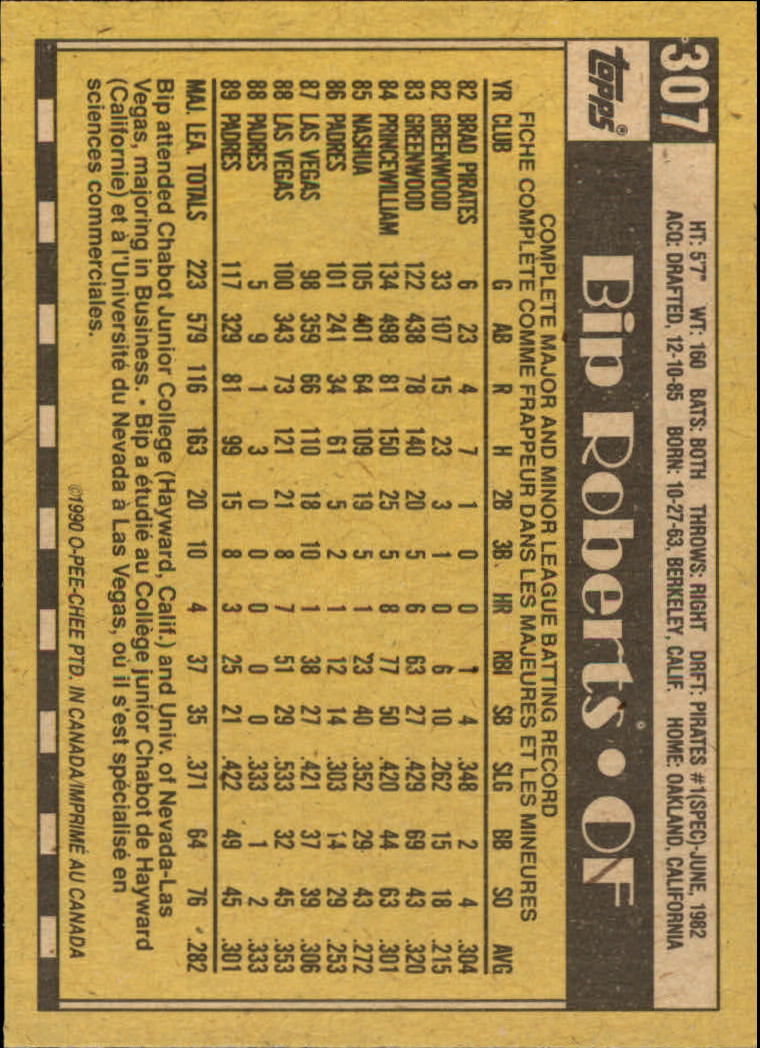 307
HT: 5'7" WT: 160 BATS: BOTH THROWS: RIGHT DRFT: PIRATES #1(SPEC)-JUNE, 1982
ACQ: DRAFTED, 12-10-85 BORN: 10-27-63, BERKELEY, CALIF. HOME: OAKLAND, CALIFORNIA
topps®
Bip Roberts • OF
COMPLETE MAJOR AND MINOR LEAGUE BATTING RECORD
FICHE COMPLÈTE COMME FRAPPEUR DANS LES MAJEURES ET LES MINEURES
YR CLUB G AB R H 2B 3B HR RBI SB SLG BB SO AVG
82 BRAD PIRATES 6 23 4 7 1 0 0 1 4 .348 2 4 .304
82 GREENWOOD 33 107 15 23 3 1 0 6 10 .262 15 18 .215
83 GREENWOOD 122 438 78 140 20 5 6 63 27 .429 69 43 .320
84 PRINCEWILLIAM 134 498 81 150 25 5 8 77 50 .420 44 63 .301
85 NASHUA 105 401 64 109 19 5 1 23 40 .352 29 43 .272
86 PADRES 101 241 34 61 5 2 1 12 14 .303 14 29 .253
87 LAS VEGAS 98 359 66 110 18 10 1 38 27 .421 37 39 .306
88 LAS VEGAS 100 343 73 121 21 8 7 51 29 .533 32 45 .353
88 PADRES 5 9 1 3 0 0 0 0 0 .333 1 2 .333
89 PADRES 117 329 81 99 15 8 3 25 21 .422 49 45 .301
MAJ. LEA. TOTALS 223 579 116 163 20 10 4 37 35 .371 64 76 .282
Bip attended Chabot Junior College (Hayward, Calif.) and Univ. of Nevada-Las
Vegas, majoring in Business. • Bip a étudié au Collège junior Chabot de Hayward
(Californie) et à l'Université du Nevada à Las Vegas, où il s'est spécialisé en
sciences commerciales.
©1990 O-PEE-CHEE PTD. IN CANADA/IMPRIMÉ AU CANADA